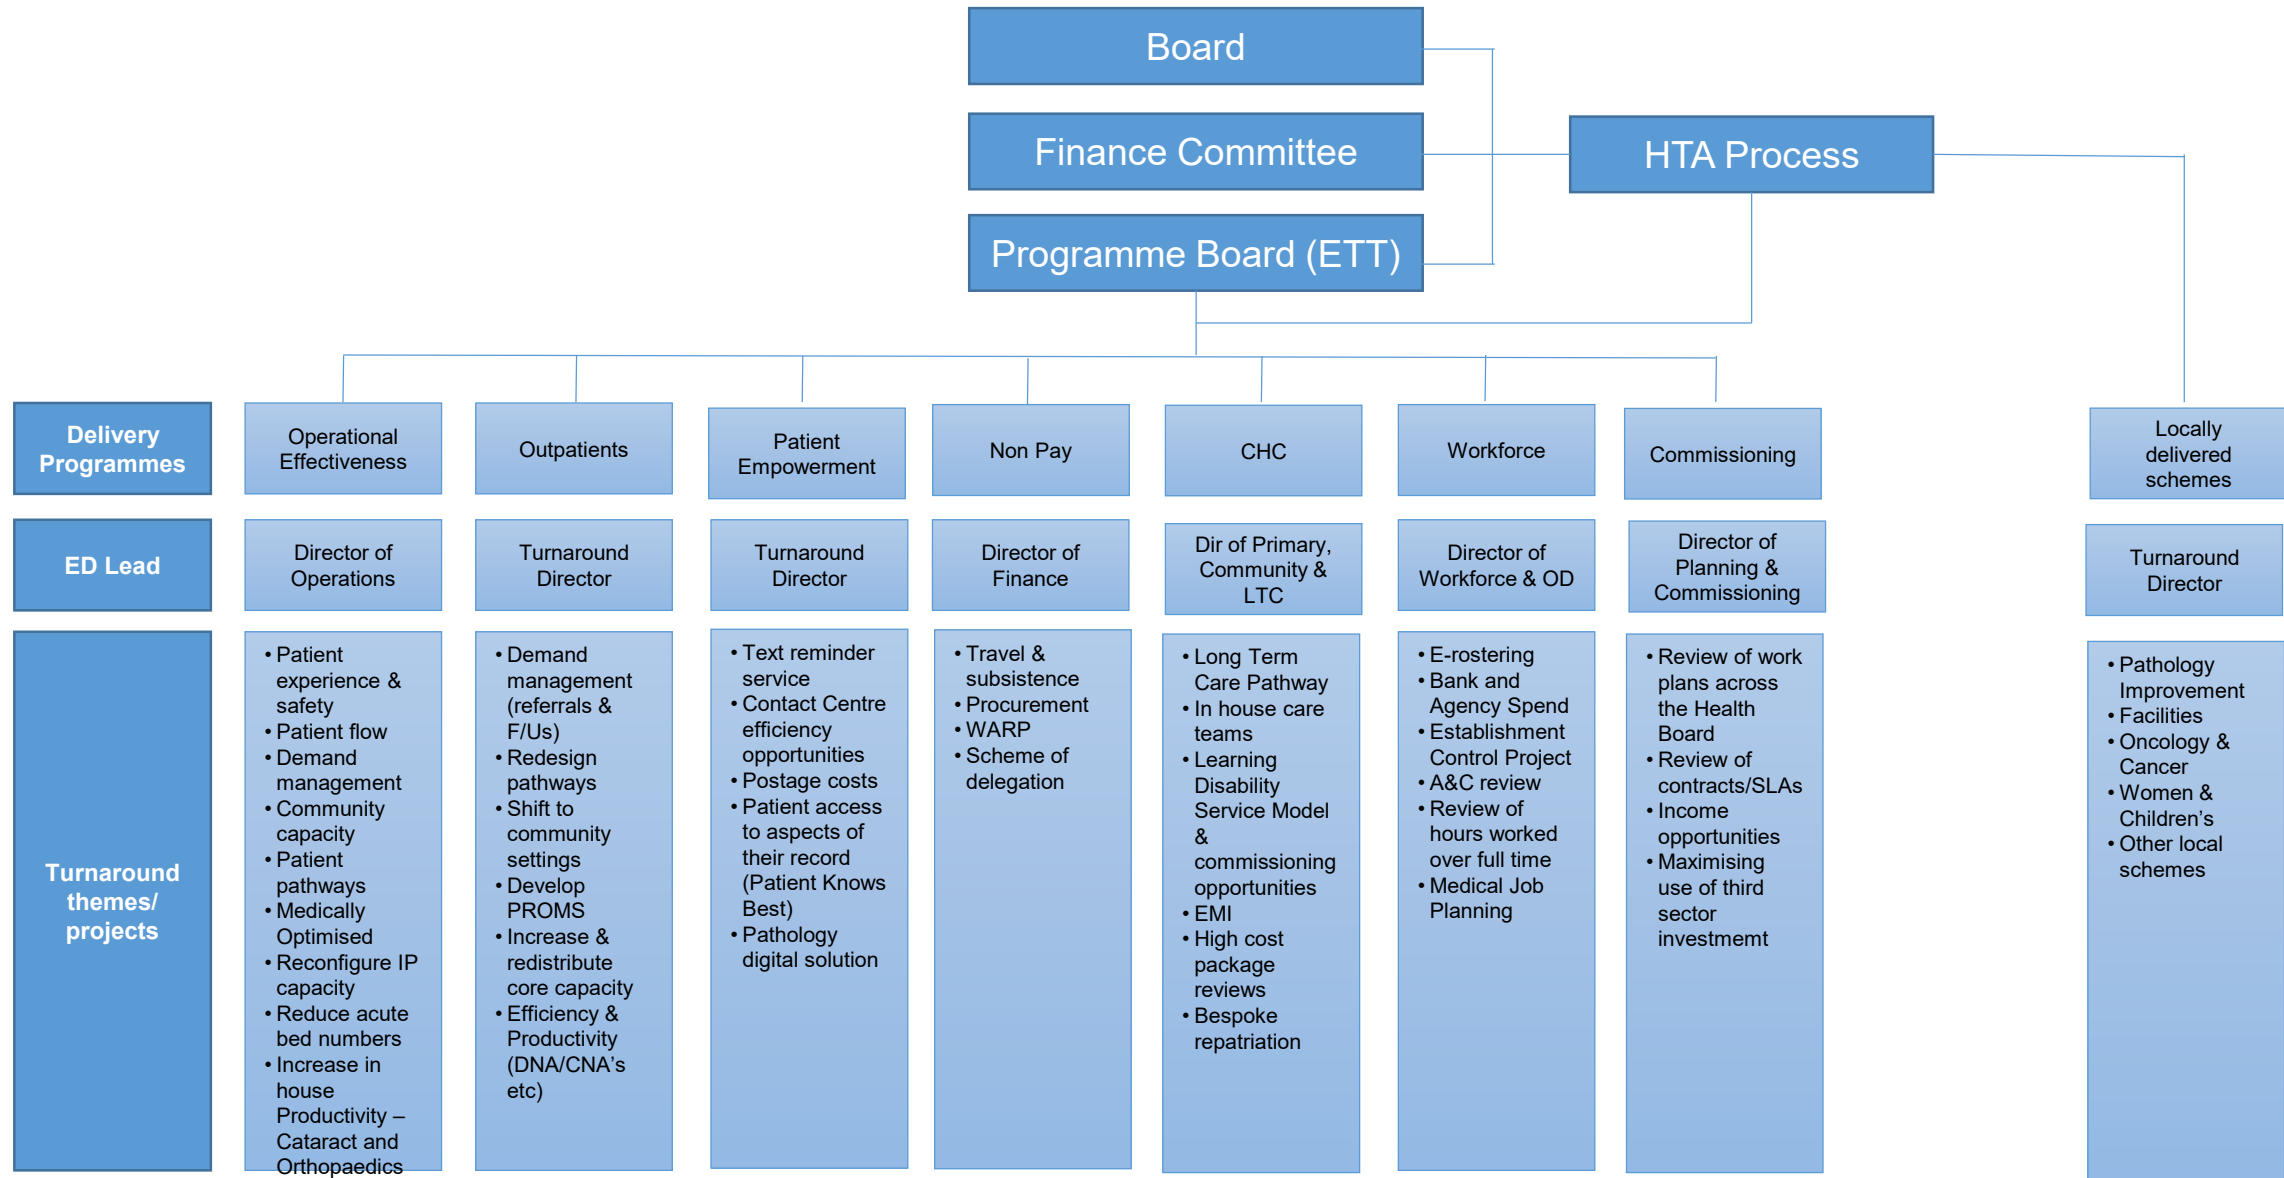 Board
Finance Committee
HTA Process
Programme Board (ETT)
Delivery
Programmes
Operational
Effectiveness
Outpatients
Patient
Empowerment
Non Pay
CHC
Workforce
Commissioning
Locally
delivered
schemes
ED Lead
Director of
Operations
Turnaround
Director
Turnaround
Director
Director of
Finance
Dir of Primary,
Community &
LTC
Director of
Workforce & OD
Director of
Planning &
Commissioning
Turnaround
Director
Turnaround
themes/
projects
• Patient
experience &
safety
• Patient flow
• Demand
management
• Community
capacity
• Patient
pathways
• Medically
Optimised
• Reconfigure IP
capacity
• Reduce acute
bed numbers
• Increase in
house
Productivity –
Cataract and
Orthopaedics
• Demand
management
(referrals &
F/Us)
• Redesign
pathways
• Shift to
community
settings
• Develop
PROMS
• Increase &
redistribute
core capacity
• Efficiency &
Productivity
(DNA/CNA’s
etc)
• Text reminder
service
• Contact Centre
efficiency
opportunities
• Postage costs
• Patient access
to aspects of
their record
(Patient Knows
Best)
• Pathology
digital solution
• Travel &
subsistence
• Procurement
• WARP
• Scheme of
delegation
• Long Term
Care Pathway
• In house care
teams
• Learning
Disability
Service Model
&
commissioning
opportunities
• EMI
• High cost
package
reviews
• Bespoke
repatriation
• E-rostering
• Bank and
Agency Spend
• Establishment
Control Project
• A&C review
• Review of
hours worked
over full time
• Medical Job
Planning
• Review of work
plans across
the Health
Board
• Review of
contracts/SLAs
• Income
opportunities
• Maximising
use of third
sector
investmemt
• Pathology
Improvement
• Facilities
• Oncology &
Cancer
• Women &
Children’s
• Other local
schemes